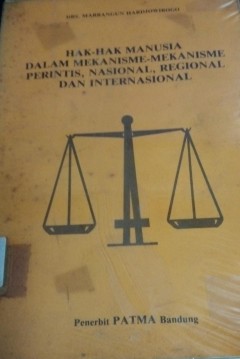 DRS. MARBANGUN HARDJOWIROGO
HAK-HAK MANUSIA
DALAM MEKANISME-MEKANISME
PERINTIS, NASIONAL, REGIONAL
DAN INTERNASIONAL
Penerbit PATMA Bandung